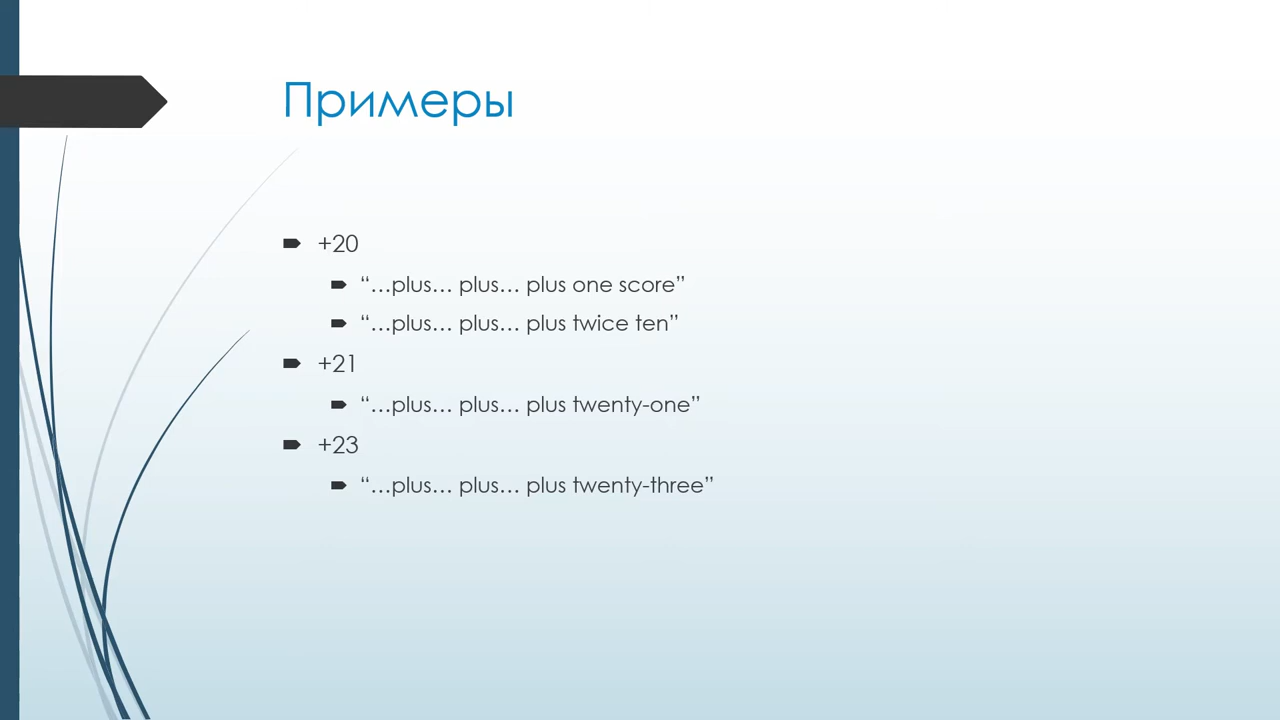 Примеры
+20
“…plus… plus… plus one score”
“…plus… plus… plus twice ten”
+21
“…plus… plus… plus twenty-one”
+23
“…plus… plus… plus twenty-three”